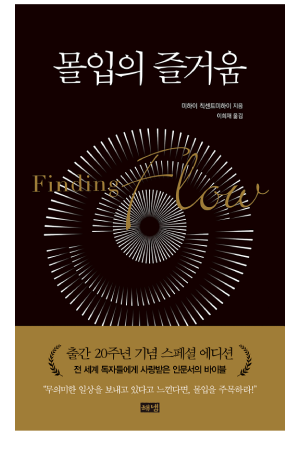 몰입의 즐거움
미하이 칙센트미하이 지음
이희재 옮김
Finding Flow
출간 20주년 기념 스페셜 에디션
전 세계 독자들에게 사랑받은 인문서의 바이블
"무의미한 일상을 보내고 있다고 느낀다면, 몰입을 주목하라!"
해냄